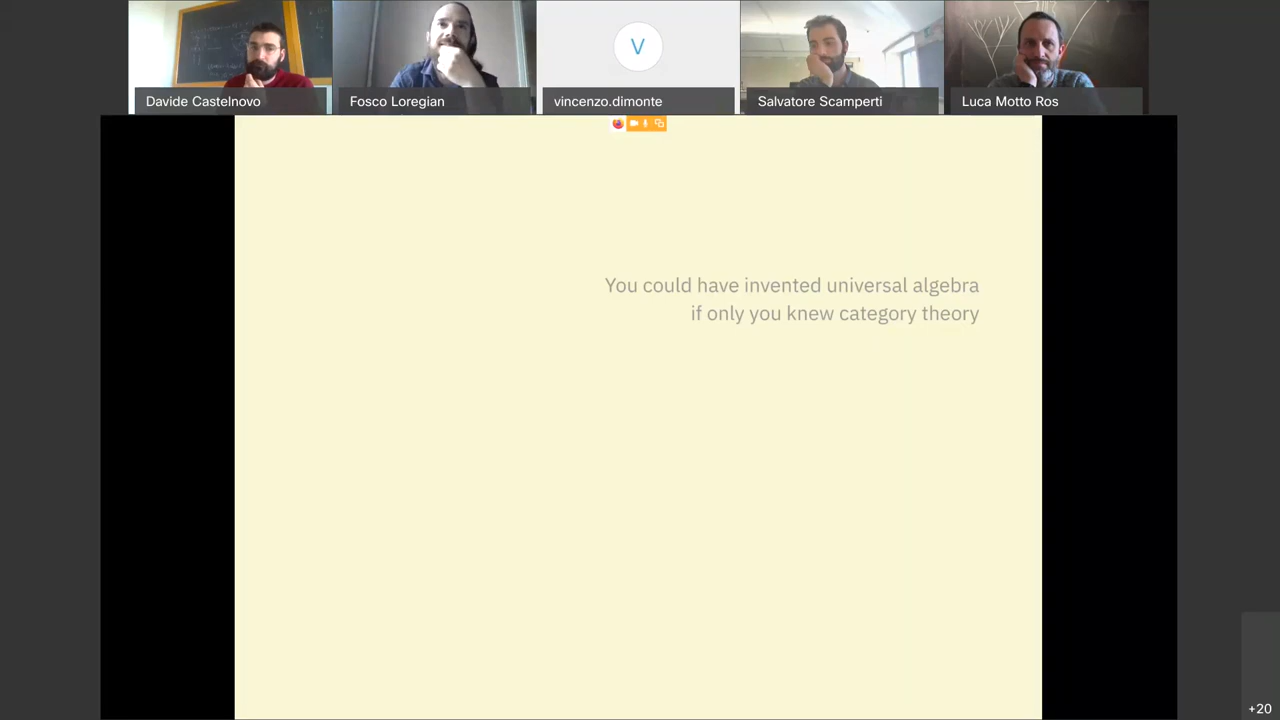 Davide Castelnovo
Fosco Loregian
V
vincenzo.dimonte
Salvatore Scamperti
Luca Motto Ros
You could have invented universal algebra
if only you knew category theory
+20